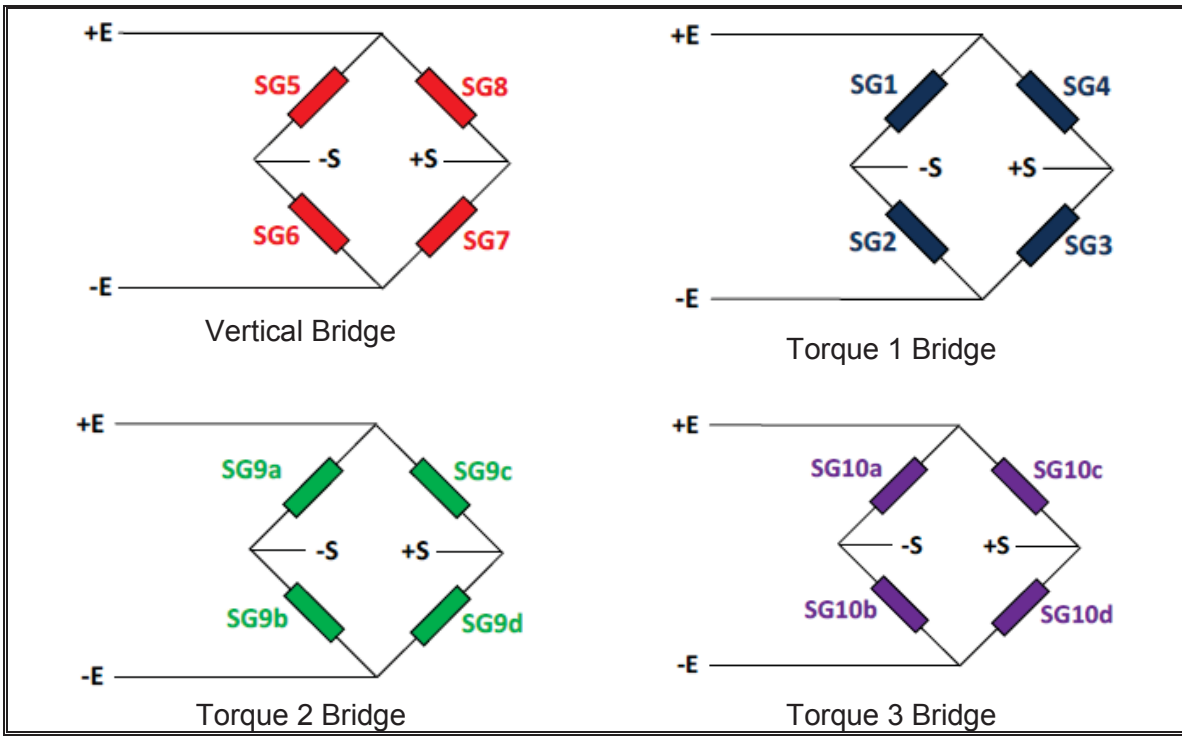 +E
SG5
SG8
-S
+S
SG6
SG7
-E
Vertical Bridge
+E
SG1
SG4
-S
+S
SG2
SG3
-E
Torque 1 Bridge
+E
SG9a
SG9c
-S
+S
SG9b
SG9d
-E
Torque 2 Bridge
+E
SG10a
SG10c
-S
+S
SG10b
SG10d
-E
Torque 3 Bridge